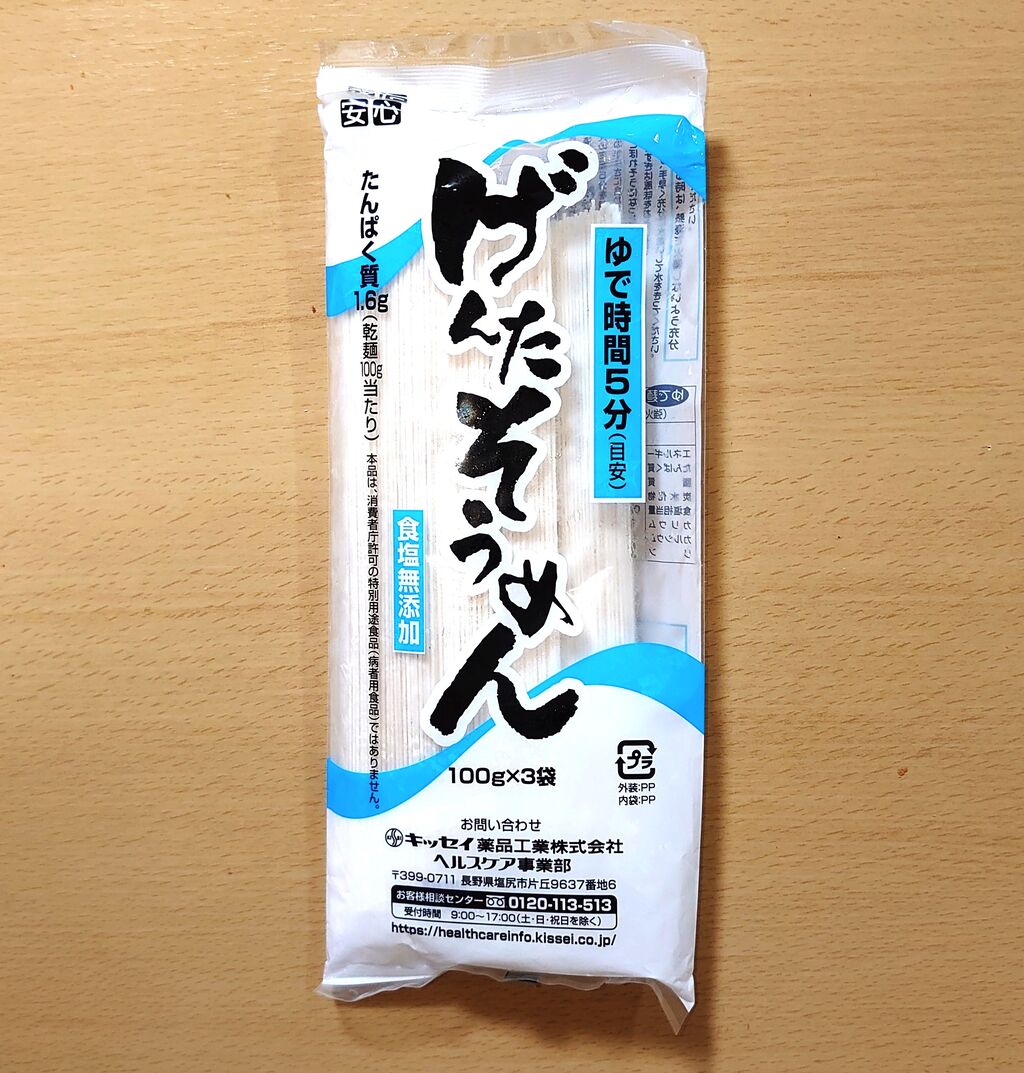 安心
げんたそうめん
ゆで時間5分(目安)
たんぱく質1.6g(乾麺100g当たり)
本品は、消費者庁許可の特別用途食品(病者用食品)ではありません。
食塩無添加
100g×3袋
プラ
外装:PP
内袋:PP
お問い合わせ
キッセイ薬品工業株式会社
ヘルスケア事業部
〒399-0711 長野県塩尻市片丘9637番地6
お客様相談センター 0120-113-513
受付時間 9:00~17:00(土・日・祝日を除く)
https://healthcareinfo.kissei.co.jp/